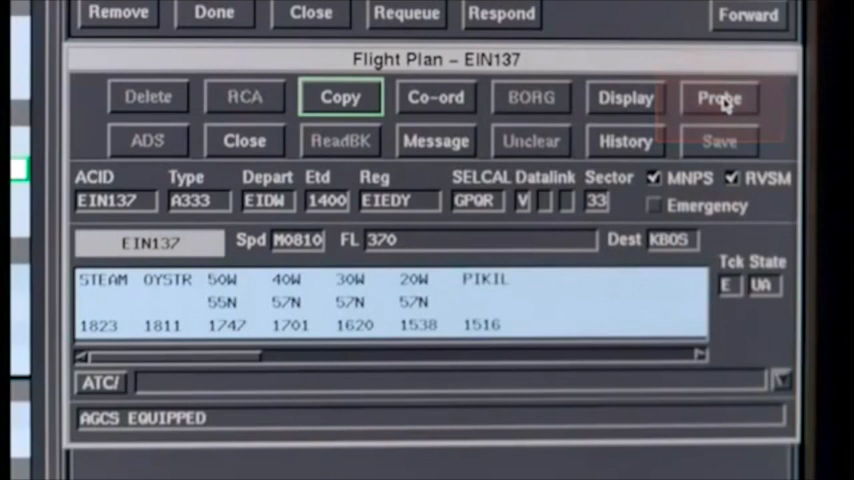 Remove Done Close Requeue Respond Forward
Flight Plan - EIN137
Delete RCA Copy Co-ord BORG Display Probe
ADS Close ReadBK Message Unclear History Save
ACID Type Depart Etd Reg SELCAL Datalink Sector MNPS RVSM
EIN137 A333 EIDW 1400 EIEDY GPQR V 33 Emergency
EIN137 Spd M0810 FL 370 Dest KBOS
Tck State
E UA
STEAM OYSTR 50W 40W 30W 20W PIKIL
55N 57N 57N 57N
1823 1811 1747 1701 1620 1538 1516
ATC/
AGCS EQUIPPED